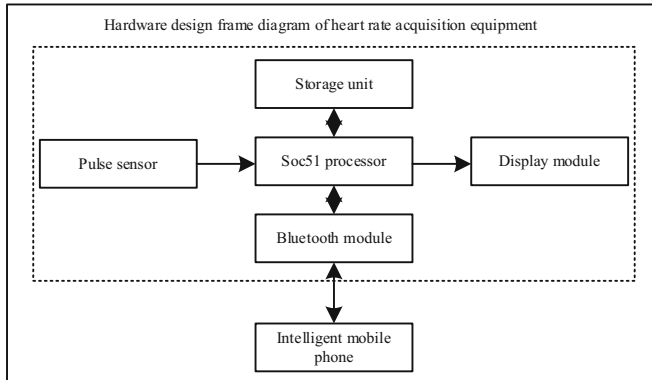 Hardware design frame diagram of heart rate acquisition equipment
Storage unit
Pulse sensor
Soc51 processor
Display module
Bluetooth module
Intelligent mobile
phone